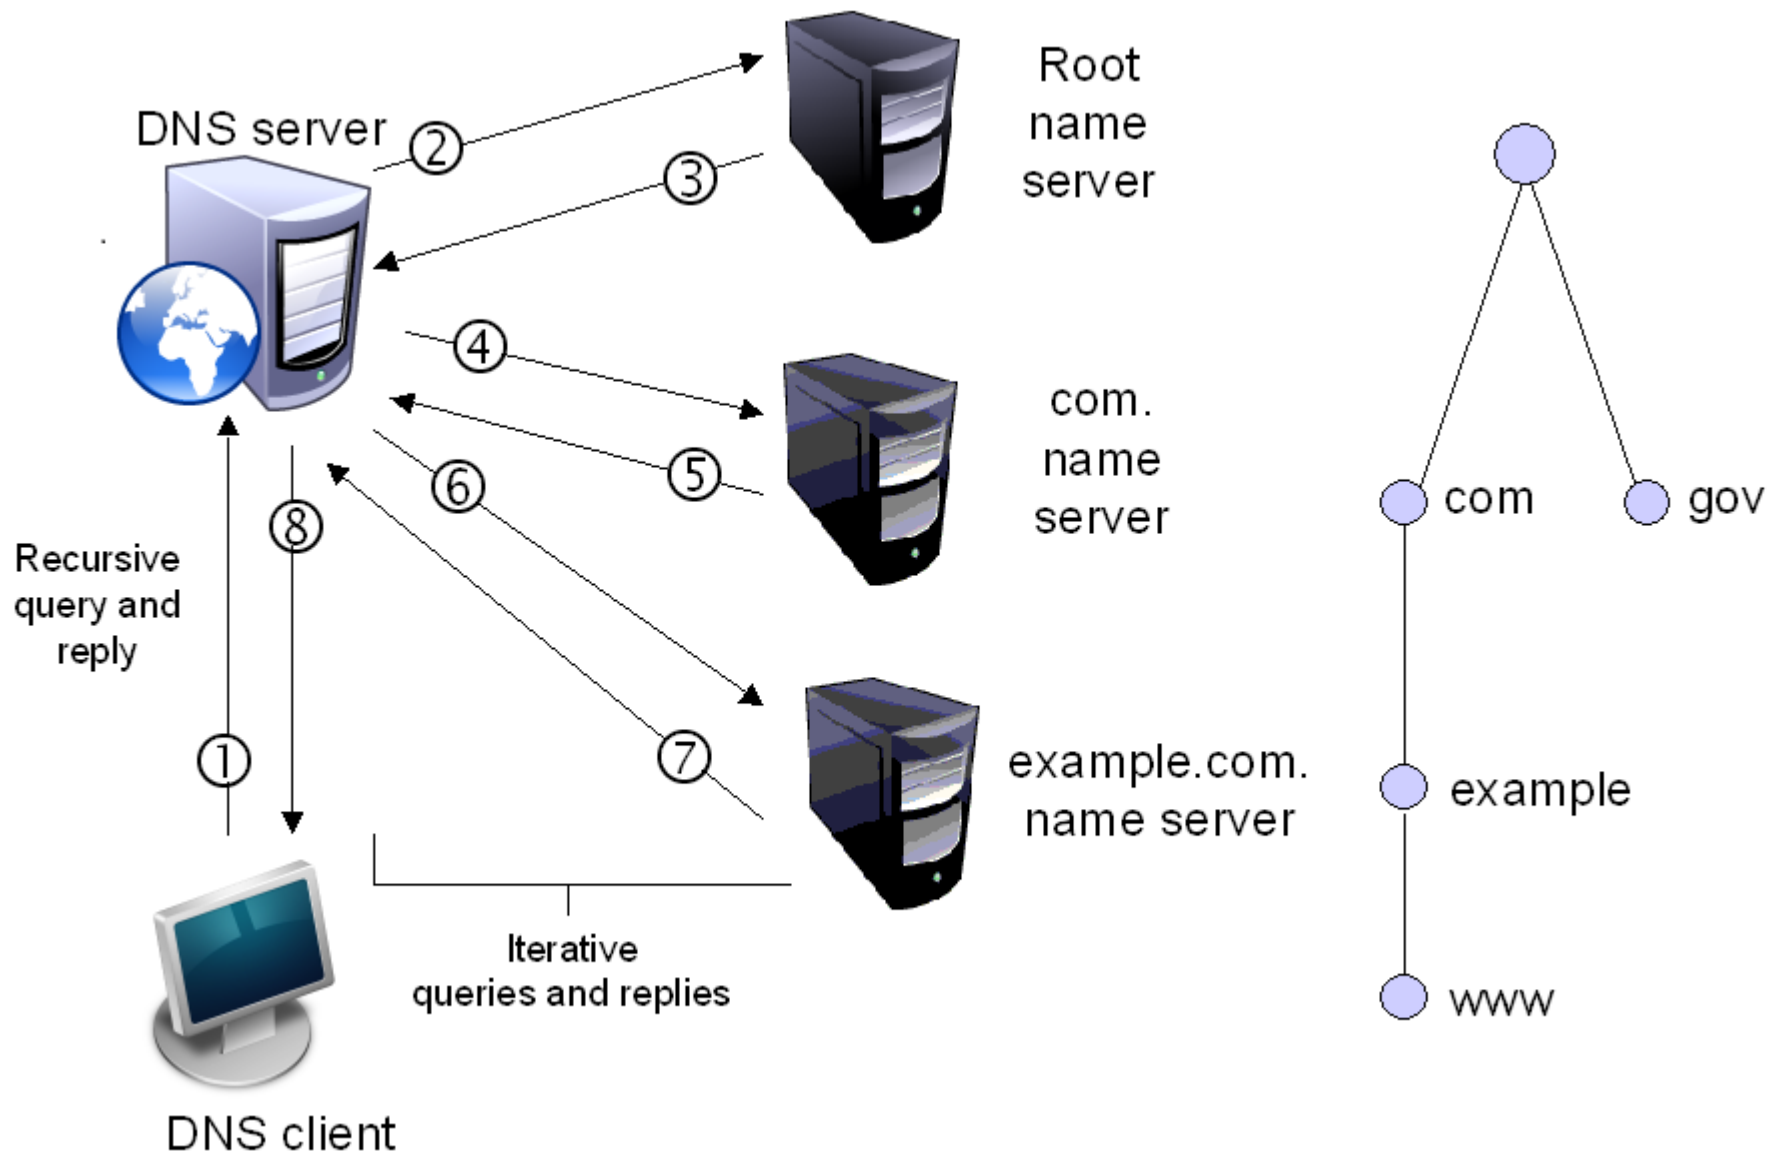 DNS server
②
③
Root
name
server
④
⑤
com.
name
server
⑥
⑦
example.com.
name server
①
⑧
Recursive
query and
reply
Iterative
queries and replies
DNS client
com
gov
example
www